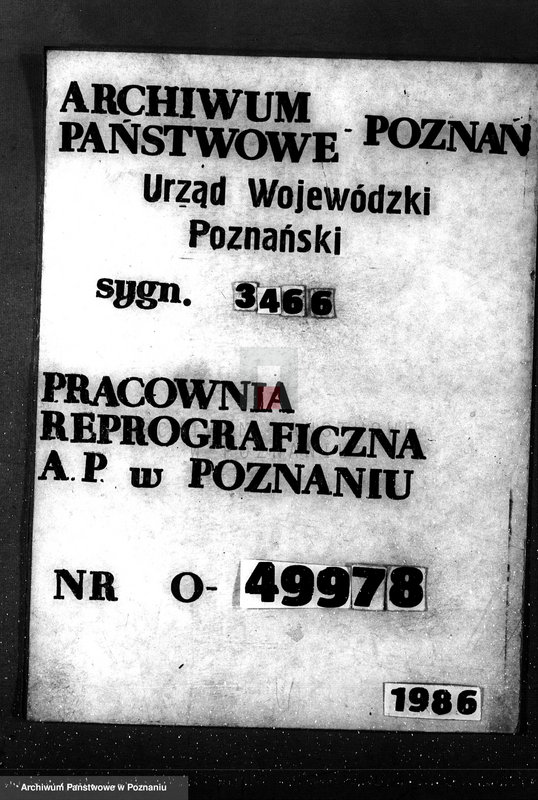 ARCHIWUM
PAŃSTWOWE - POZNAŃ
Urząd Wojewódzki
Poznański
sygn. 3466
PRACOWNIA
REPROGRAFICZNA
A.P. w POZNANIU
NR O- 49978
1986
Archiwum Państwowe w Poznaniu